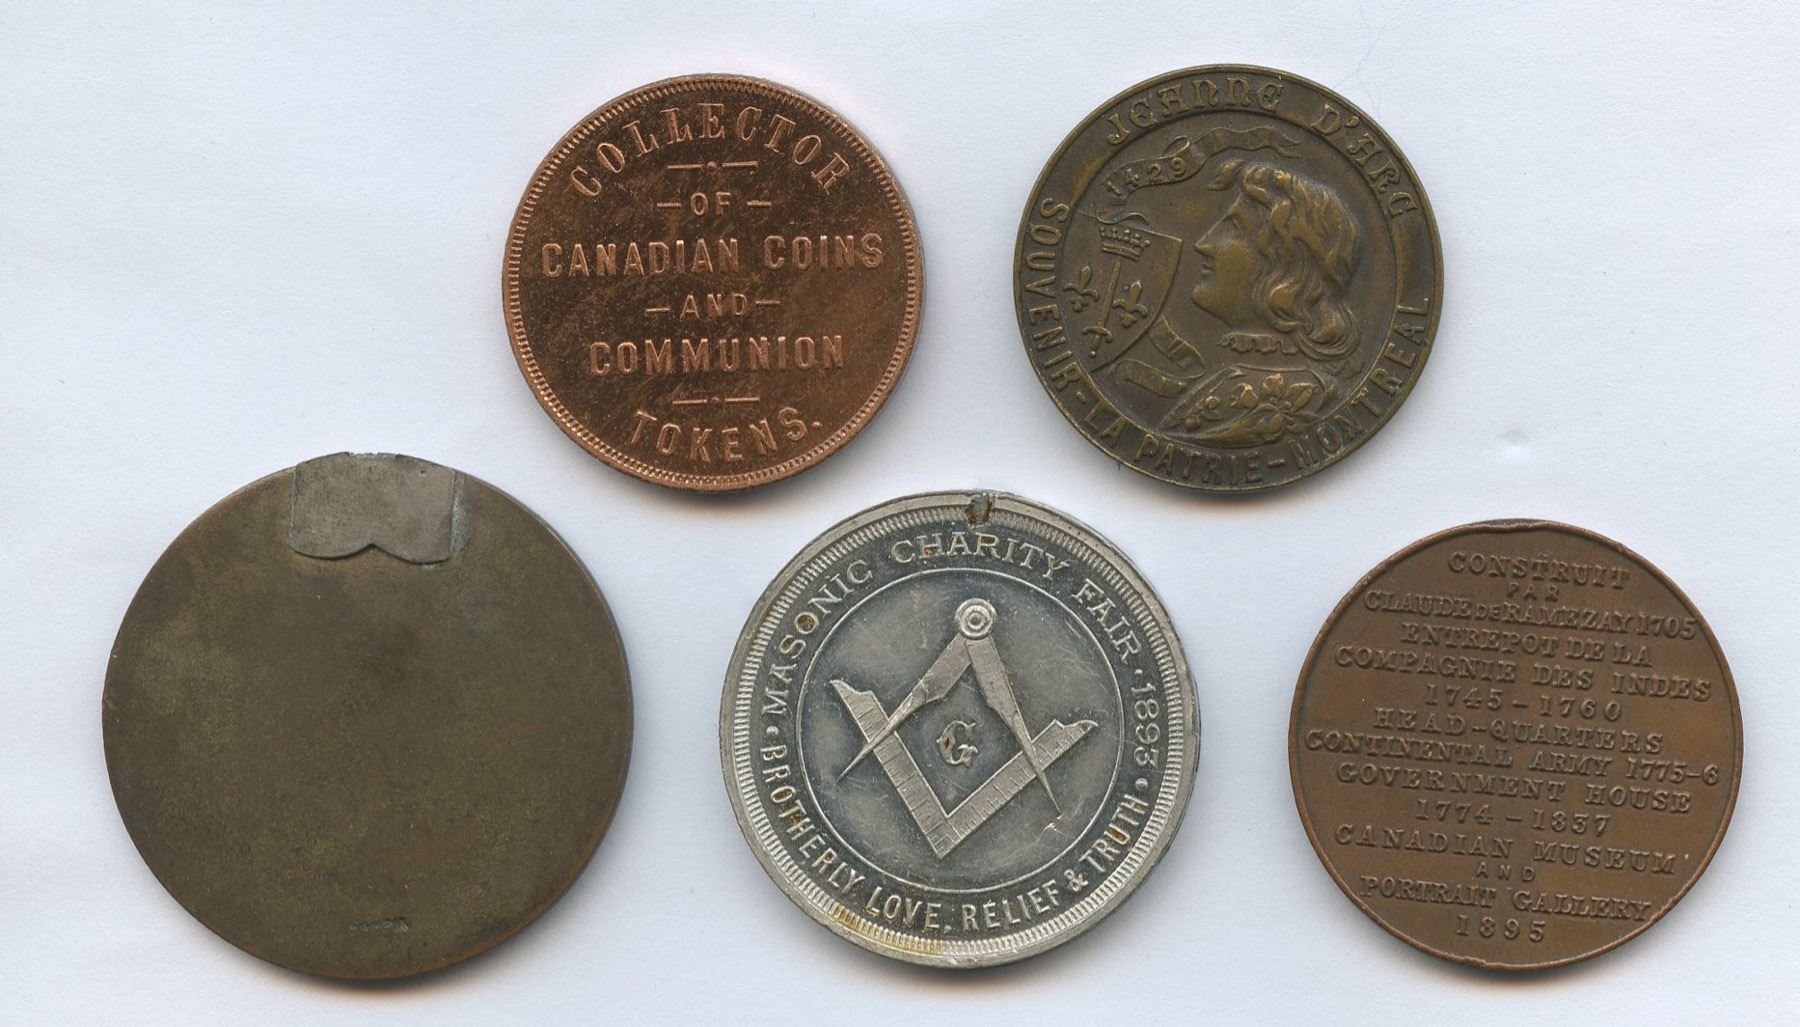 COLLECTOR
OF
CANADIAN COINS
AND
COMMUNION
TOKENS.
JEANNE D'ARC
1429
SOUVENIR-LA PATRIE-MONTREAL
MASONIC CHARITY FAIR · 1893
G
BROTHERLY LOVE, RELIEF & TRUTH
CONSTRUIT
PAR
CLAUDE DE RAMEZAY 1705
ENTREPOT DE LA
COMPAGNIE DES INDES
1745-1760
HEAD-QUARTERS
CONTINENTAL ARMY 1775-6
GOVERNMENT HOUSE
1774-1837
CANADIAN MUSEUM
AND
PORTRAIT GALLERY
1895